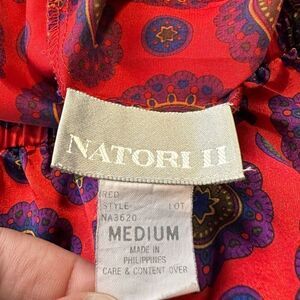 NATORI II
RED
STYLE LOT
NA3620
MEDIUM
MADE IN
PHILIPPINES
CARE & CONTENT OVER